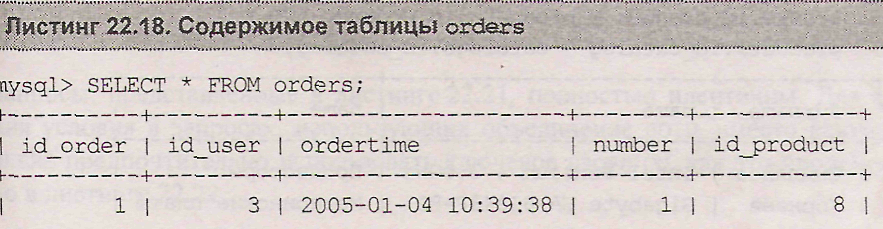 Листинг 22.18. Содержимое таблицы orders
mysql> SELECT * FROM orders;
+----------+---------+---------------------+--------+------------+
| id_order | id_user | ordertime | number | id_product |
+----------+---------+---------------------+--------+------------+
| 1 | 3 | 2005-01-04 10:39:38 | 1 | 8 |